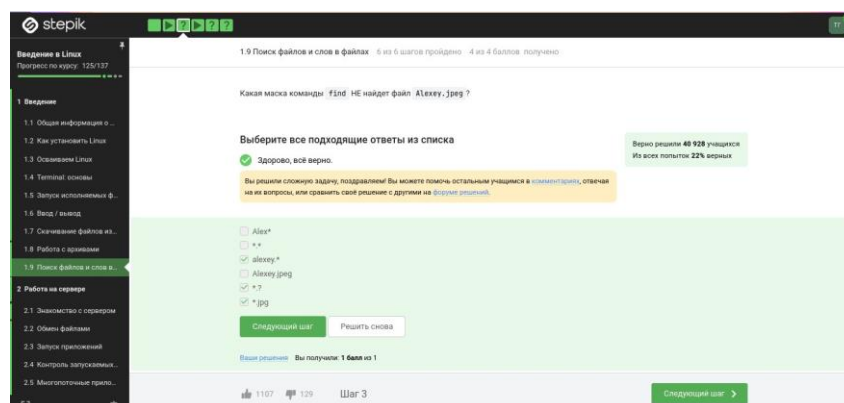 stepik
ТГ
Введение в Linux
Прогресс по курсу: 125/137
1 Введение
1.1 Общая информация о ...
1.2 Как установить Linux
1.3 Осваиваем Linux
1.4 Terminal: основы
1.5 Запуск исполняемых ф...
1.6 Ввод / вывод
1.7 Скачивание файлов из...
1.8 Работа с архивами
1.9 Поиск файлов и слов в...
2 Работа на сервере
2.1 Знакомство с сервером
2.2 Обмен файлами
2.3 Запуск приложений
2.4 Контроль запускаемых...
2.5 Многопоточные прило...
1.9 Поиск файлов и слов в файлах 6 из 6 шагов пройдено 4 из 4 баллов получено
Какая маска команды find НЕ найдет файл Alexey.jpeg ?
Выберите все подходящие ответы из списка
Здорово, всё верно.
Верно решили 40 928 учащихся
Из всех попыток 22% верных
Вы решили сложную задачу, поздравляем! Вы можете помочь остальным учащимся в комментариях, отвечая
на их вопросы, или сравнить своё решение с другими на форуме решений.
Alex*
*.*
alexey.*
Alexey.jpeg
*.?
*.jpg
Следующий шаг Решить снова
Ваши решения Вы получили: 1 балл из 1
1107 129 Шаг 3 Следующий шаг